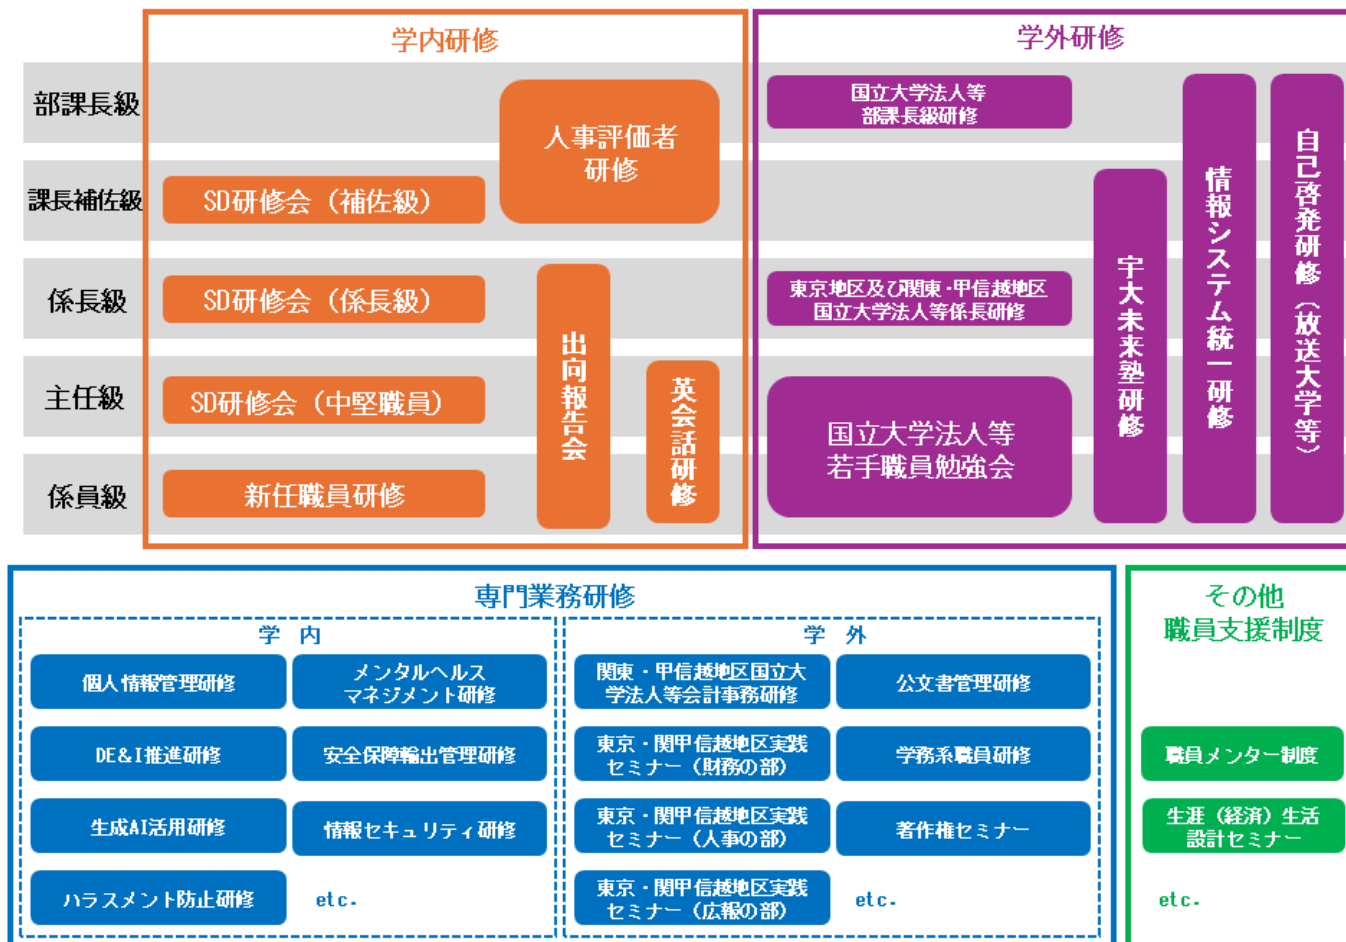 学内研修
学外研修
部課長級
課長補佐級
係長級
主任級
係員級
人事評価者
研修
SD研修会（補佐級）
SD研修会（係長級）
SD研修会（中堅職員）
新任職員研修
出向報告会
英会話研修
国立大学法人等
部課長級研修
東京地区及び関東・甲信越地区
国立大学法人等係長研修
国立大学法人等
若手職員勉強会
宇大未来塾研修
情報システム統一研修
自己啓発研修（放送大学等）
専門業務研修
学 内
個人情報管理研修
メンタルヘルス
マネジメント研修
DE&I推進研修
安全保障輸出管理研修
生成AI活用研修
情報セキュリティ研修
ハラスメント防止研修
etc.
学 外
関東・甲信越地区国立大
学法人等会計事務研修
公文書管理研修
東京・関甲信越地区実践
セミナー（財務の部）
学務系職員研修
東京・関甲信越地区実践
セミナー（人事の部）
著作権セミナー
東京・関甲信越地区実践
セミナー（広報の部）
etc.
その他
職員支援制度
職員メンター制度
生涯（経済）生活
設計セミナー
etc.